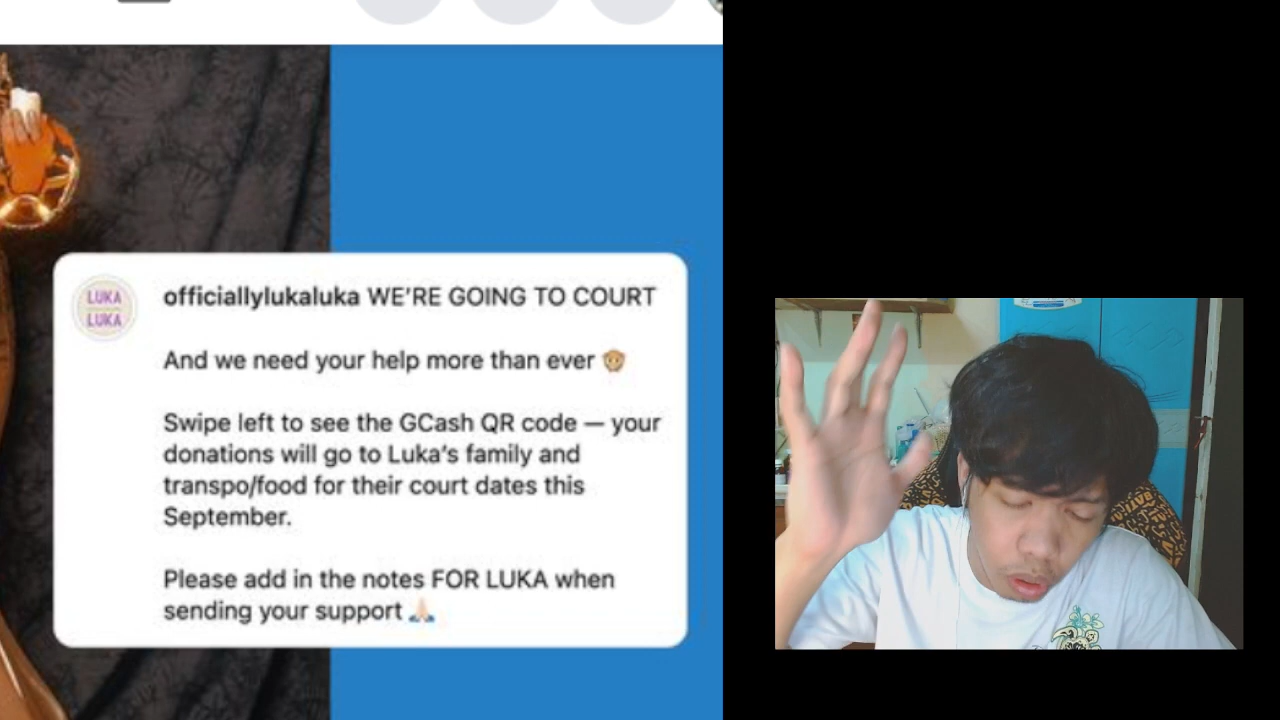 LUKA
LUKA
officiallylukaluka WE'RE GOING TO COURT
And we need your help more than ever 🙊
Swipe left to see the GCash QR code — your
donations will go to Luka's family and
transpo/food for their court dates this
September.
Please add in the notes FOR LUKA when
sending your support 🙏🏻